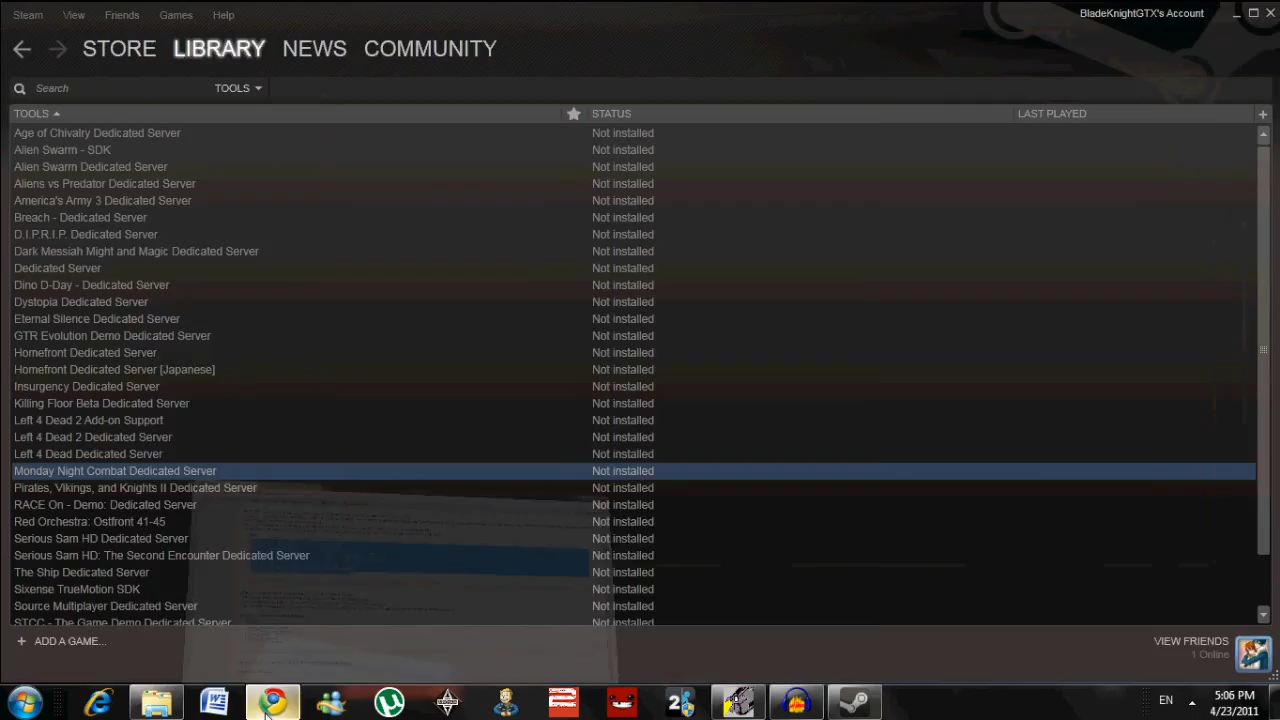 Steam View Friends Games Help BladeKnightGTX's Account
STORE LIBRARY NEWS COMMUNITY
Search TOOLS
TOOLS STATUS LAST PLAYED +
Age of Chivalry Dedicated Server Not installed
Alien Swarm - SDK Not installed
Alien Swarm Dedicated Server Not installed
Aliens vs Predator Dedicated Server Not installed
America's Army 3 Dedicated Server Not installed
Breach - Dedicated Server Not installed
D.I.P.R.I.P. Dedicated Server Not installed
Dark Messiah Might and Magic Dedicated Server Not installed
Dedicated Server Not installed
Dino D-Day - Dedicated Server Not installed
Dystopia Dedicated Server Not installed
Eternal Silence Dedicated Server Not installed
GTR Evolution Demo Dedicated Server Not installed
Homefront Dedicated Server Not installed
Homefront Dedicated Server [Japanese] Not installed
Insurgency Dedicated Server Not installed
Killing Floor Beta Dedicated Server Not installed
Left 4 Dead 2 Add-on Support Not installed
Left 4 Dead 2 Dedicated Server Not installed
Left 4 Dead Dedicated Server Not installed
Monday Night Combat Dedicated Server Not installed
Pirates, Vikings, and Knights II Dedicated Server Not installed
RACE On - Demo: Dedicated Server Not installed
Red Orchestra: Ostfront 41-45 Not installed
Serious Sam HD Dedicated Server Not installed
Serious Sam HD: The Second Encounter Dedicated Server Not installed
The Ship Dedicated Server Not installed
Sixense TrueMotion SDK Not installed
Source Multiplayer Dedicated Server Not installed
STCC - The Game Demo Dedicated Server Not installed
+ ADD A GAME... VIEW FRIENDS
1 Online
EN 5:06 PM
4/23/2011